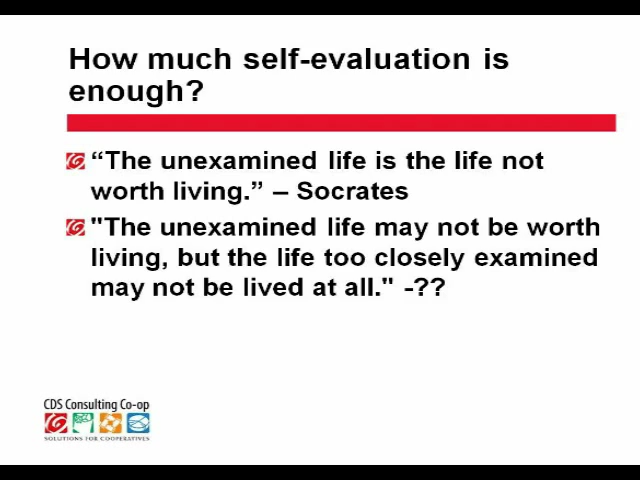 How much self-evaluation is
enough?
“The unexamined life is the life not
worth living.” – Socrates
"The unexamined life may not be worth
living, but the life too closely examined
may not be lived at all." -??
CDS Consulting Co-op
SOLUTIONS FOR COOPERATIVES